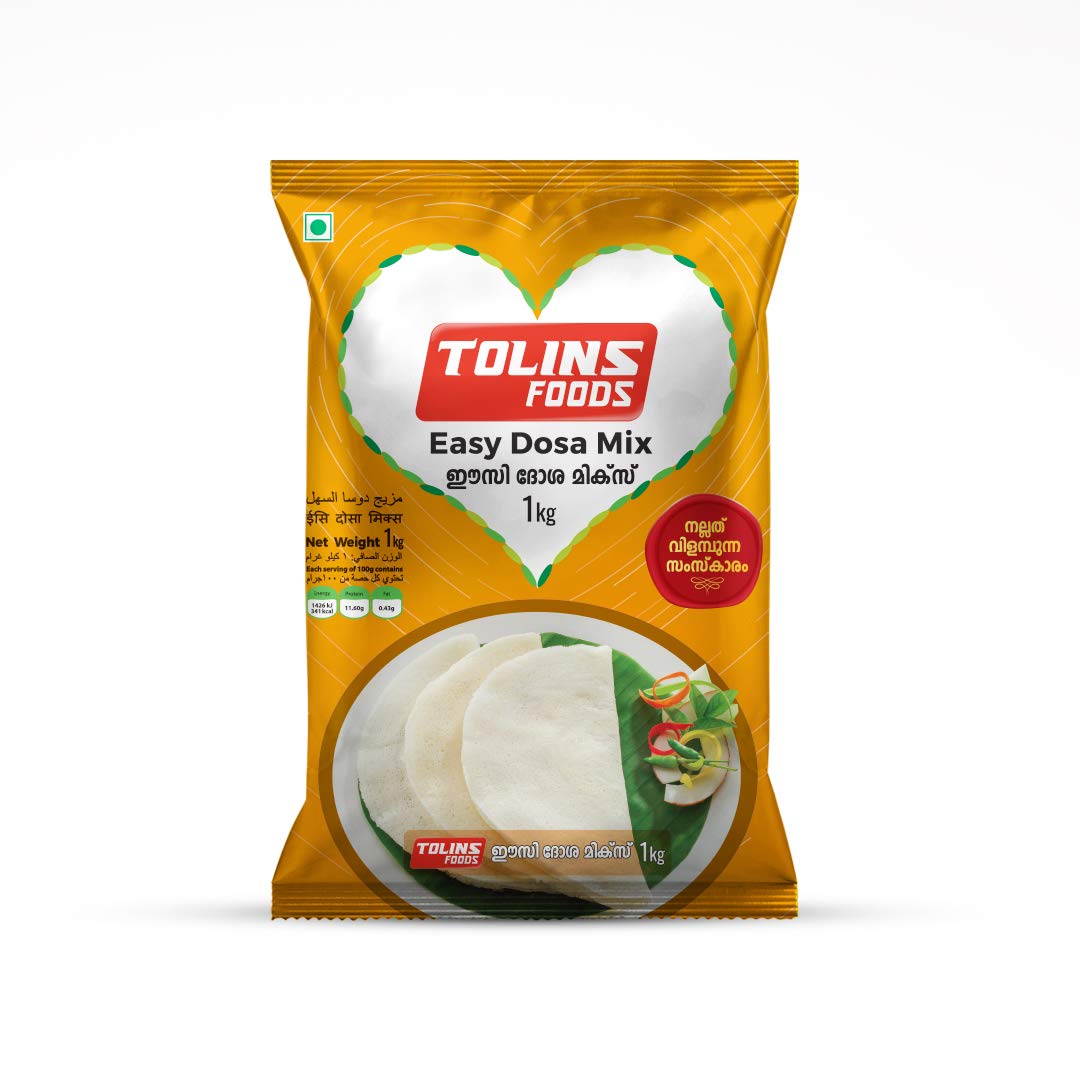 TOLINS
FOODS
Easy Dosa Mix
ഈസി ദോശ മിക്സ്
1kg
مزيج دوسا السهل
ईसि दोसा मिक्स
Net Weight 1kg
الوزن الصافي: ١ كيلو غرام
Each serving of 100g contains
تحتوي كل حصة من ١٠٠جرام
Energy
1426 kJ
341 kcal
Protein
11.60g
Fat
0.43g
നല്ലത്
വിളമ്പുന്ന
സംസ്കാരം
TOLINS
FOODS
ഈസി ദോശ മിക്സ് 1kg